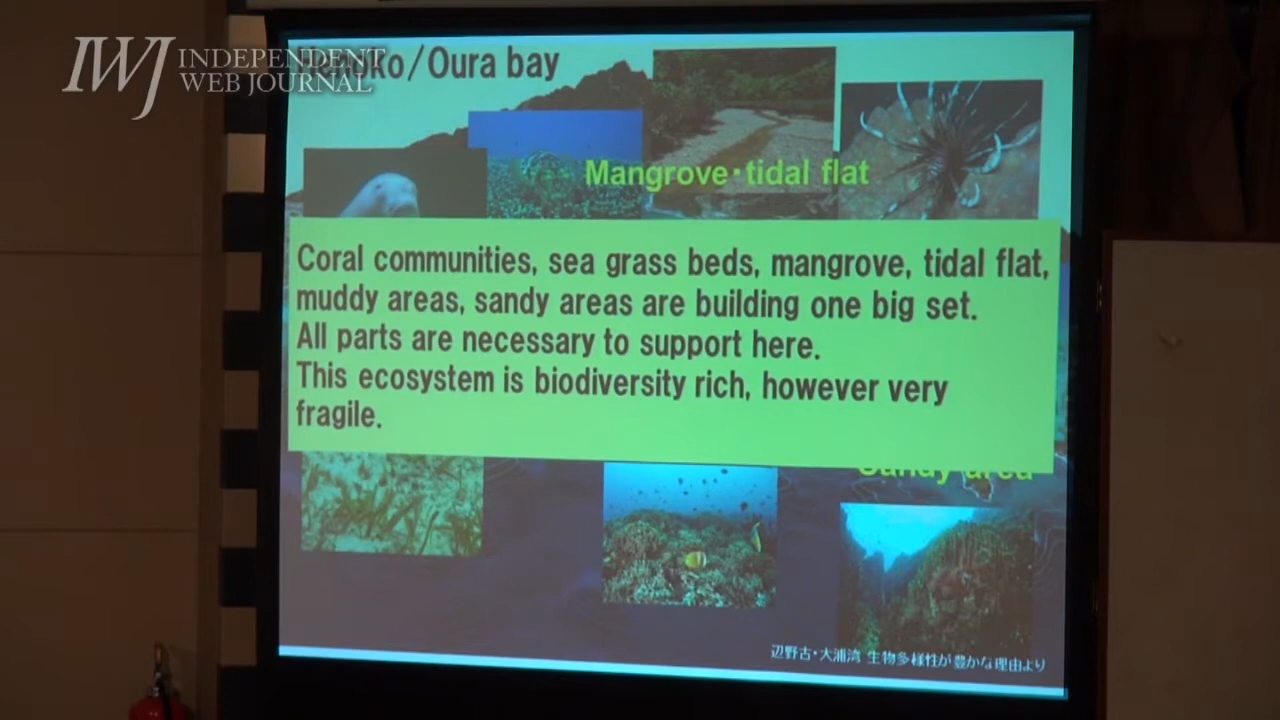 IWJ INDEPENDENT
WEB JOURNAL
/Oura bay
Mangrove・tidal flat
Coral communities, sea grass beds, mangrove, tidal flat,
muddy areas, sandy areas are building one big set.
All parts are necessary to support here.
This ecosystem is biodiversity rich, however very
fragile.
Sandy area
辺野古・大浦湾 生物多様性が豊かな理由より